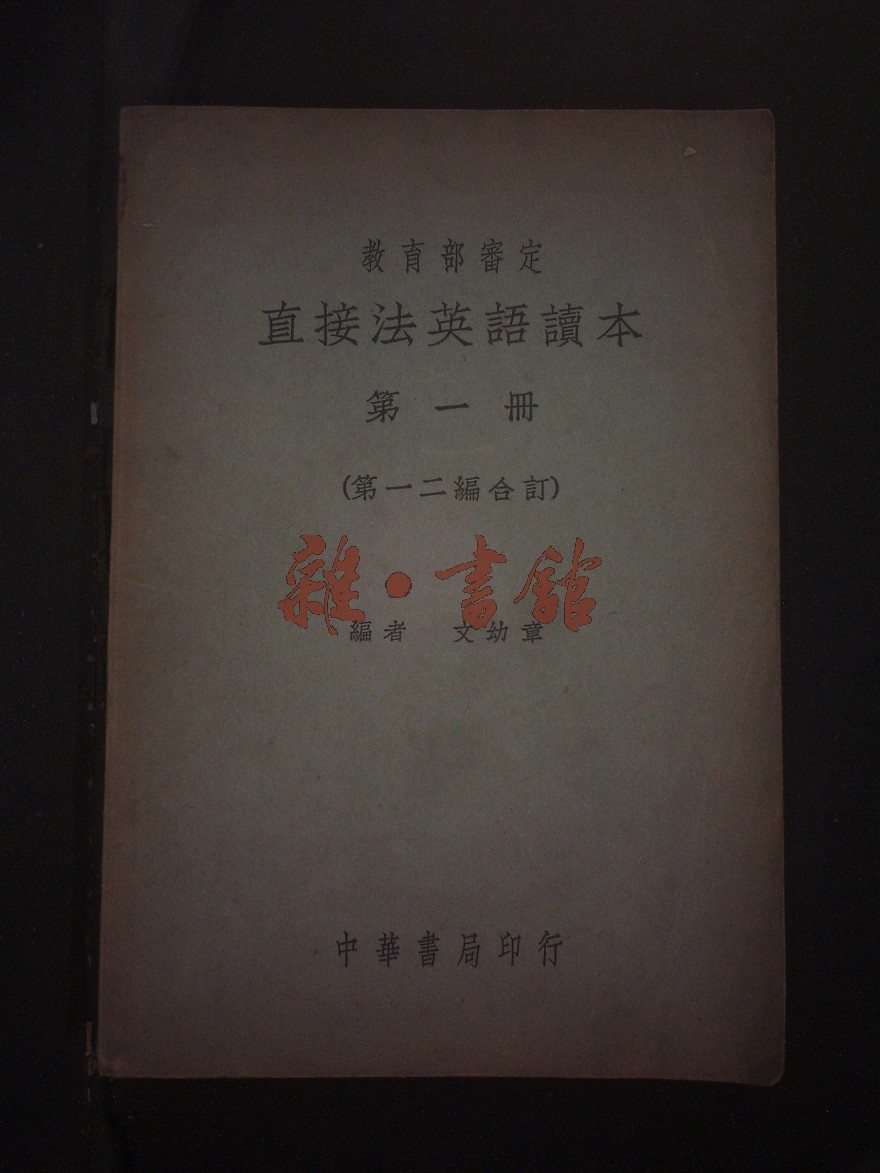 教育部審定
直接法英語讀本
第一冊
(第一二編合訂)
雜·書館
編者 文幼章
中華書局印行